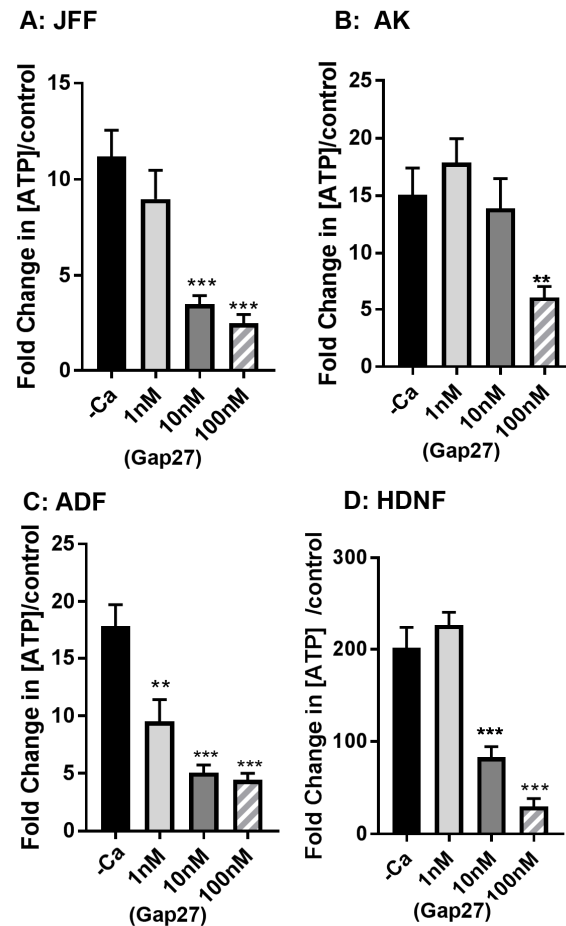 A: JFF
Fold Change in [ATP]/control
15
10
5
0
***
***
-Ca
1nM
10nM
100nM
(Gap27)
B: AK
Fold Change in [ATP]/control
25
20
15
10
5
0
**
-Ca
1nM
10nM
100nM
(Gap27)
C: ADF
Fold Change in [ATP]/control
25
20
15
10
5
0
**
***
***
-Ca
1nM
10nM
100nM
(Gap27)
D: HDNF
Fold Change in [ATP] /control
300
200
100
0
***
***
-Ca
1nM
10nM
100nM
(Gap27)